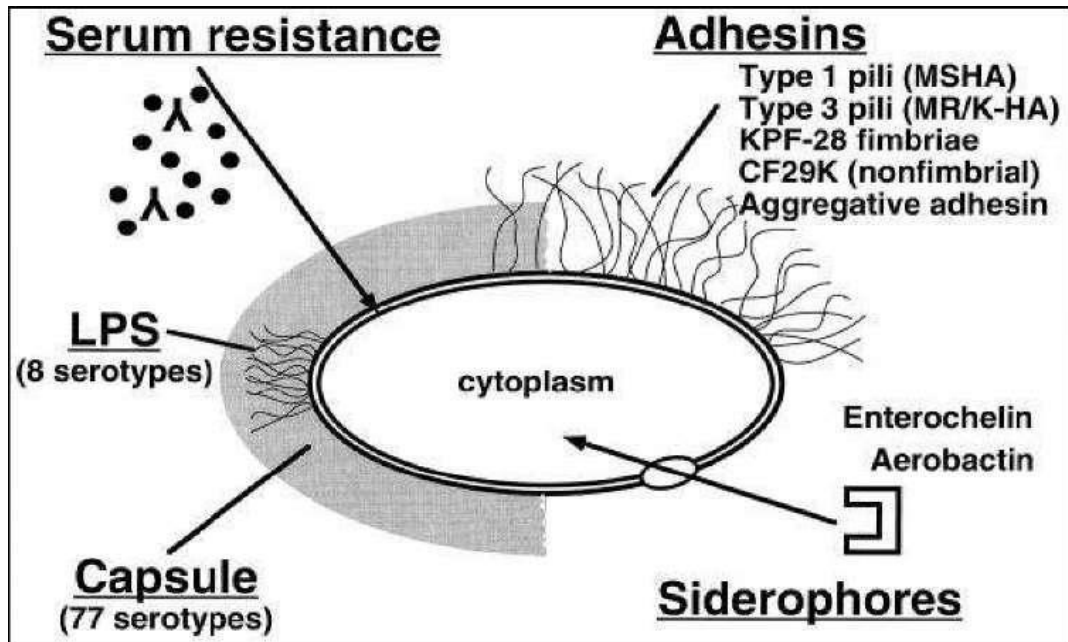 Serum resistance
Adhesins
Type 1 pili (MSHA)
Type 3 pili (MR/K-HA)
KPF-28 fimbriae
CF29K (nonfimbrial)
Aggregative adhesin
LPS
(8 serotypes)
cytoplasm
Enterochelin
Aerobactin
Capsule
(77 serotypes)
Siderophores